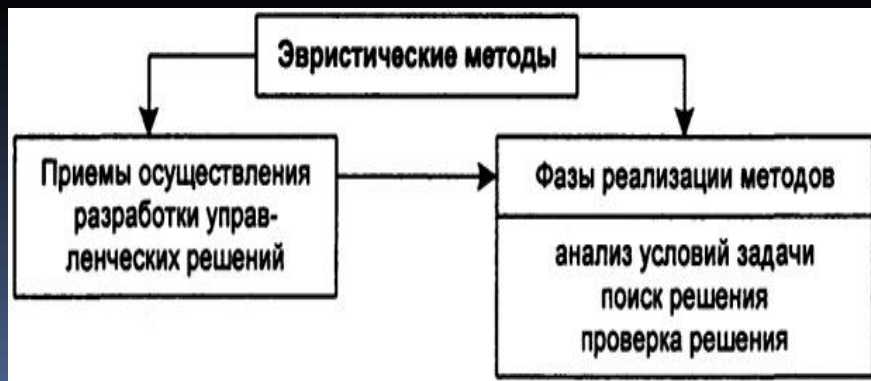 Эвристические методы
Приемы осуществления
разработки управ-
ленческих решений
Фазы реализации методов
анализ условий задачи
поиск решения
проверка решения